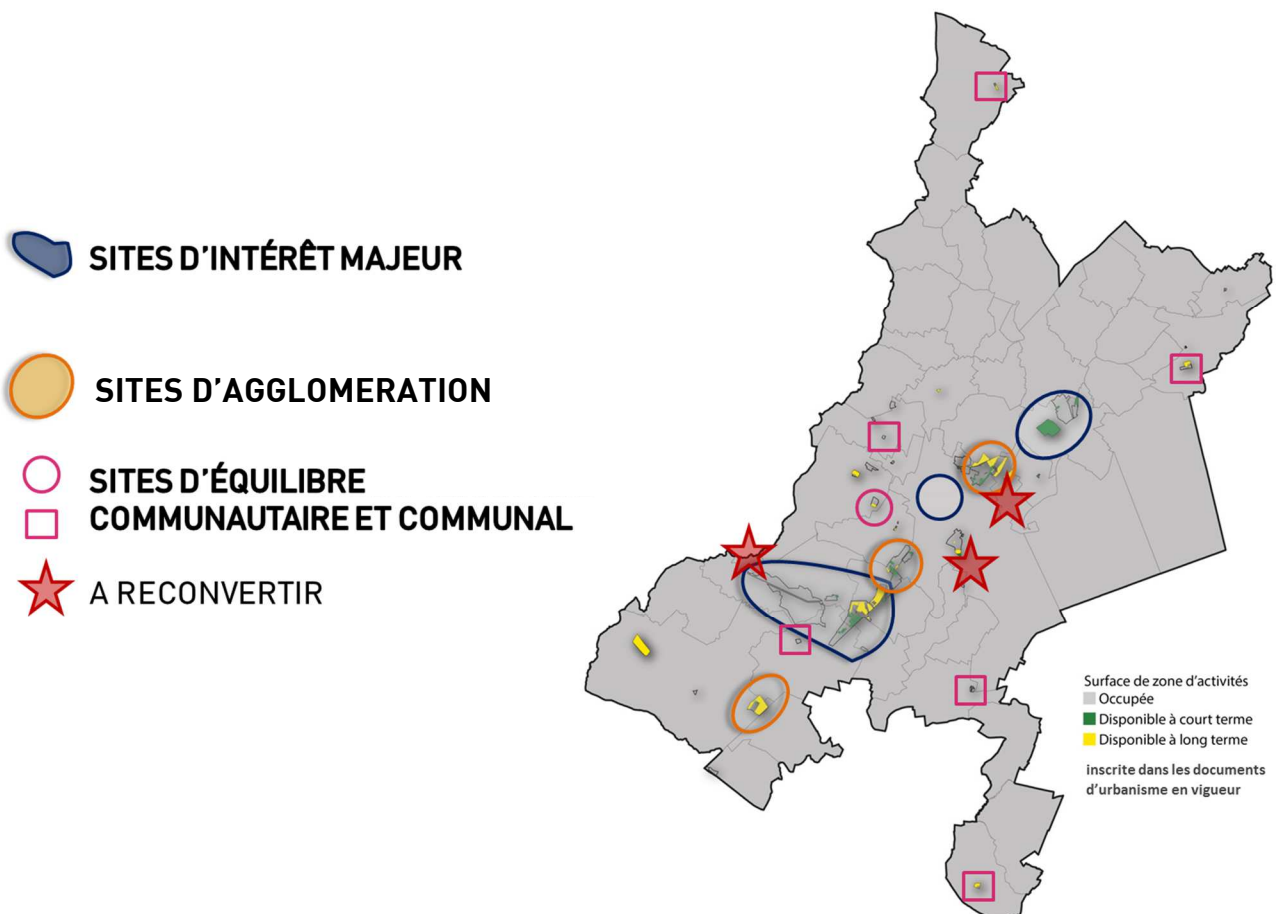 SITES D'INTÉRÊT MAJEUR
SITES D'AGGLOMERATION
SITES D'ÉQUILIBRE
COMMUNAUTAIRE ET COMMUNAL
A RECONVERTIR
Surface de zone d'activités
Occupée
Disponible à court terme
Disponible à long terme
inscrite dans les documents
d'urbanisme en vigueur